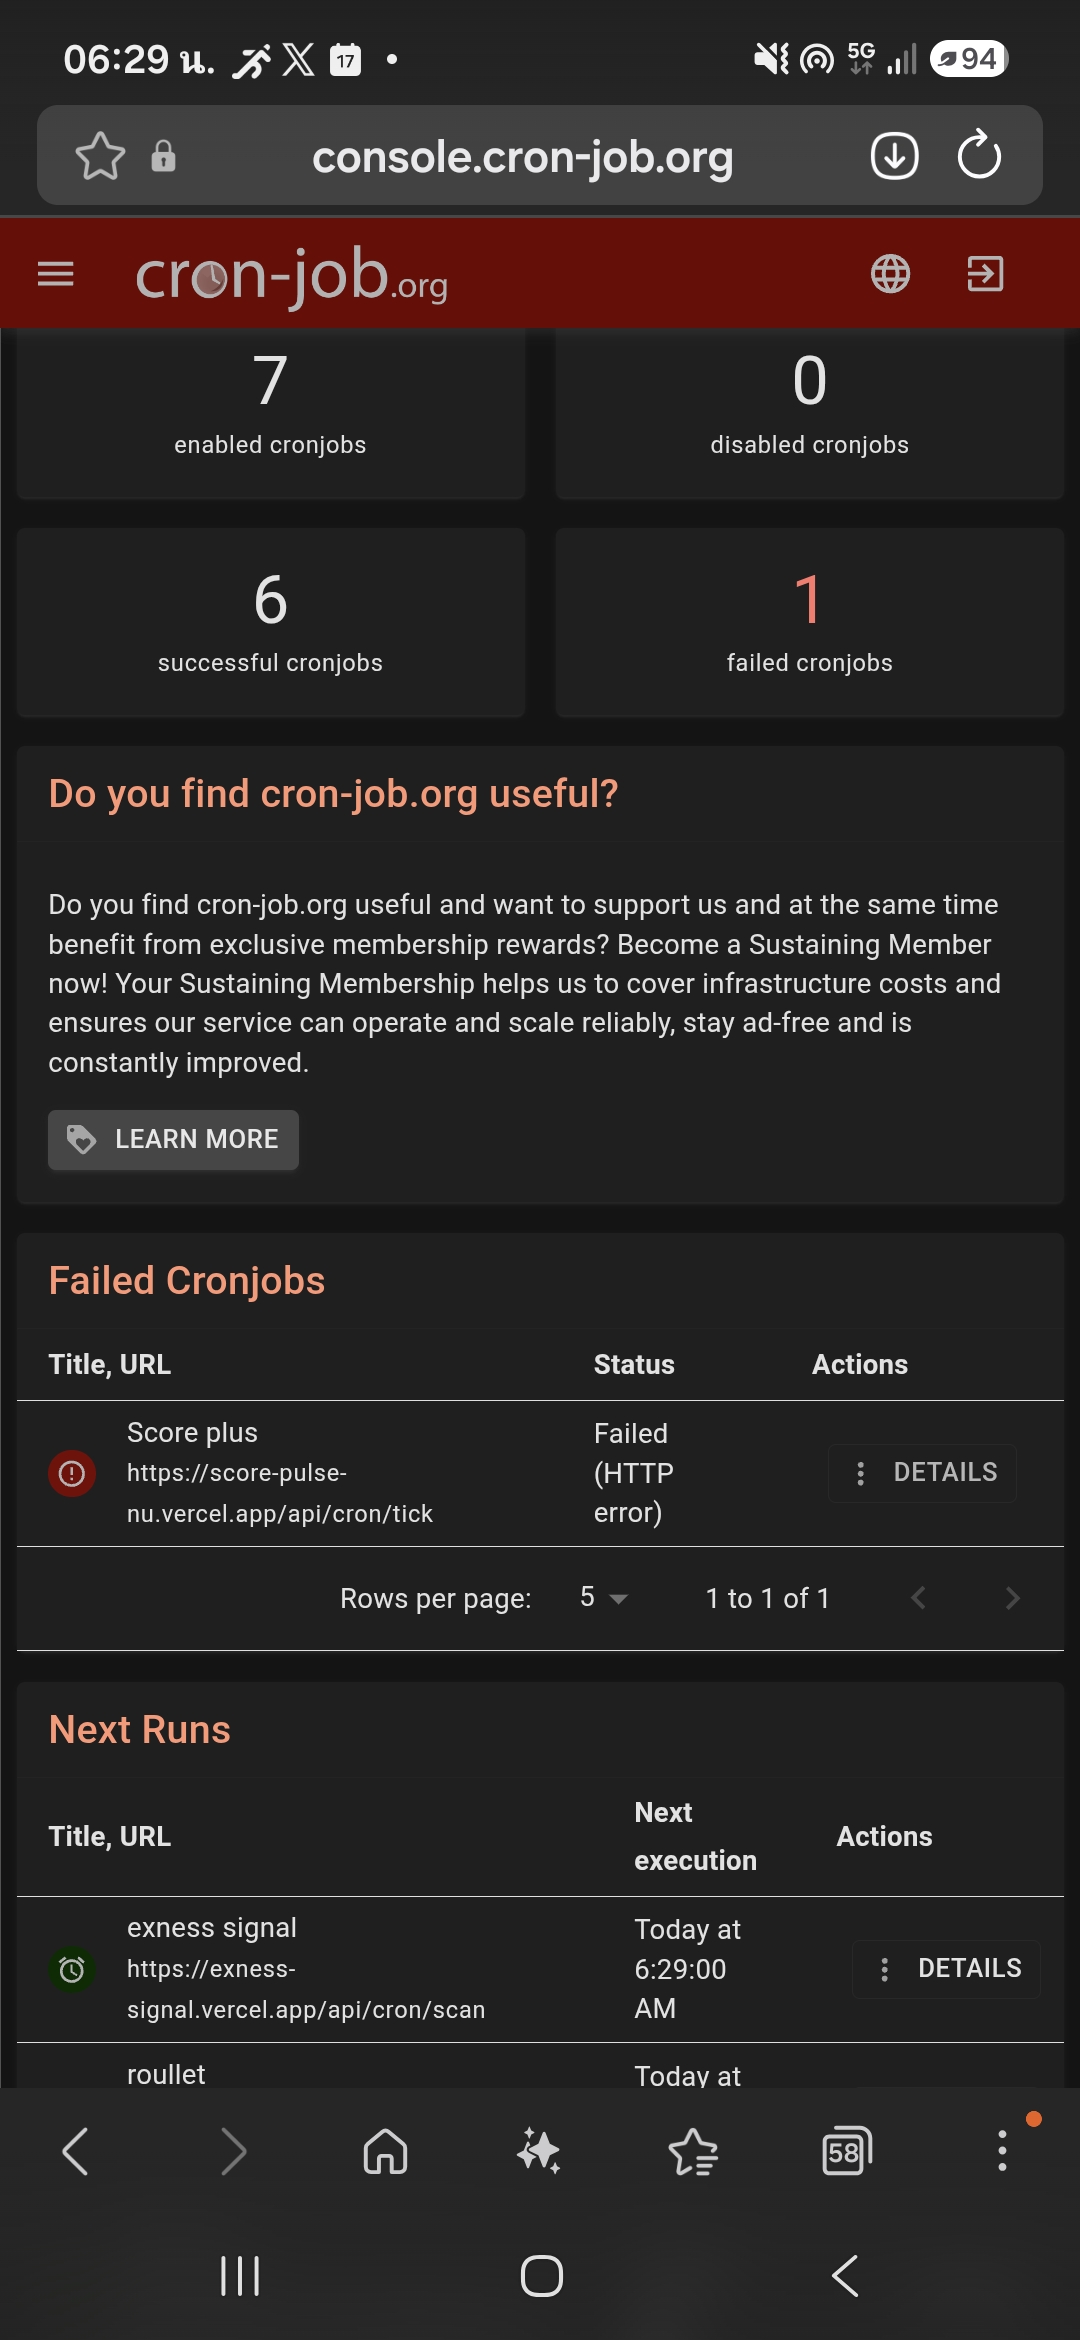 06:29 น.
17
5G
94
console.cron-job.org
cron-job.org
7
enabled cronjobs
0
disabled cronjobs
6
successful cronjobs
1
failed cronjobs
Do you find cron-job.org useful?
Do you find cron-job.org useful and want to support us and at the same time
benefit from exclusive membership rewards? Become a Sustaining Member
now! Your Sustaining Membership helps us to cover infrastructure costs and
ensures our service can operate and scale reliably, stay ad-free and is
constantly improved.
LEARN MORE
Failed Cronjobs
Title, URL Status Actions
Score plus
https://score-pulse-
nu.vercel.app/api/cron/tick
Failed
(HTTP
error)
DETAILS
Rows per page: 5 1 to 1 of 1
Next Runs
Title, URL
Next
execution
Actions
exness signal
https://exness-
signal.vercel.app/api/cron/scan
Today at
6:29:00
AM
DETAILS
roullet
Today at
58